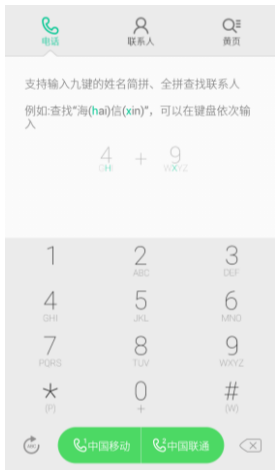 电话 联系人 黄页
支持输入九键的姓名简拼、全拼查找联系人
例如:查找"海(hai)信(xin)"，可以在键盘依次输
入
4 + 9
GHI WXYZ
1 2 3
ABC DEF
4 5 6
GHI JKL MNO
7 8 9
PQRS TUV WXYZ
* 0 #
(P) + (W)
ABC 1 中国移动 2 中国联通